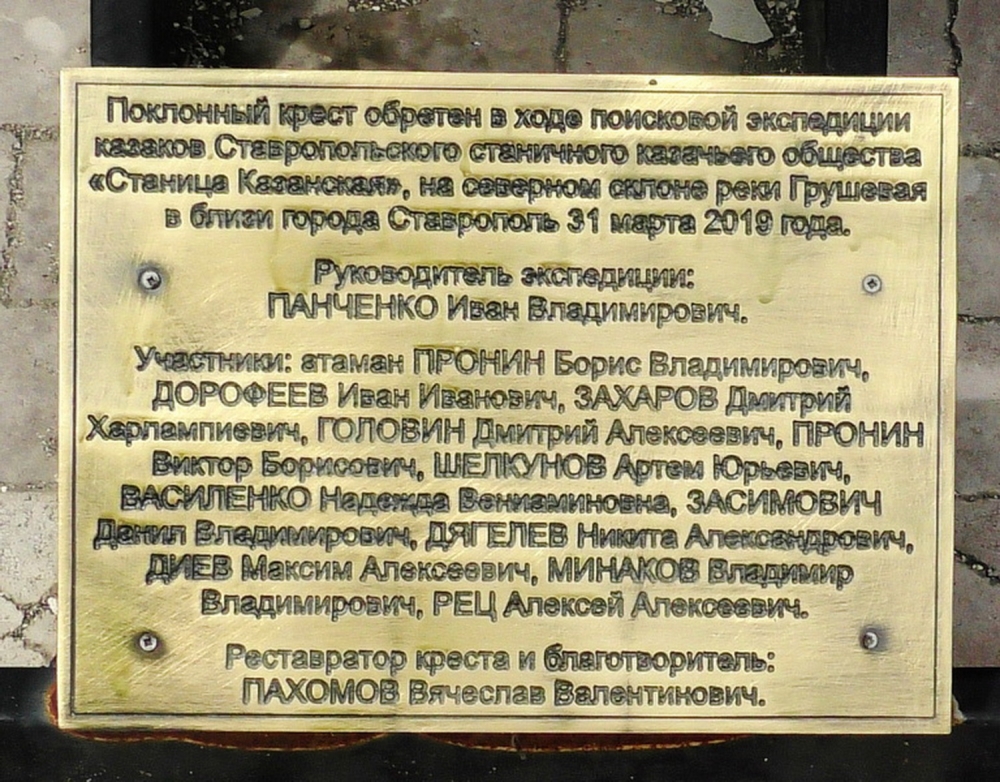 Поклонный крест обретен в ходе поисковой экспедиции
казаков Ставропольского станичного казачьего общества
«Станица Казанская», на северном склоне реки Грушевая
в близи города Ставрополь 31 марта 2019 года.
Руководитель экспедиции:
ПАНЧЕНКО Иван Владимирович.
Участники: атаман ПРОНИН Борис Владимирович,
ДОРОФЕЕВ Иван Иванович, ЗАХАРОВ Дмитрий
Харлампиевич, ГОЛОВИН Дмитрий Алексеевич, ПРОНИН
Виктор Борисович, ШЕЛКУНОВ Артем Юрьевич,
ВАСИЛЕНКО Надежда Вениаминовна, ЗАСИМОВИЧ
Данил Владимирович, ДЯГЕЛЕВ Никита Александрович,
ДИЕВ Максим Алексеевич, МИНАКОВ Владимир
Владимирович, РЕЦ Алексей Алексеевич.
Реставратор креста и благотворитель:
ПАХОМОВ Вячеслав Валентинович.